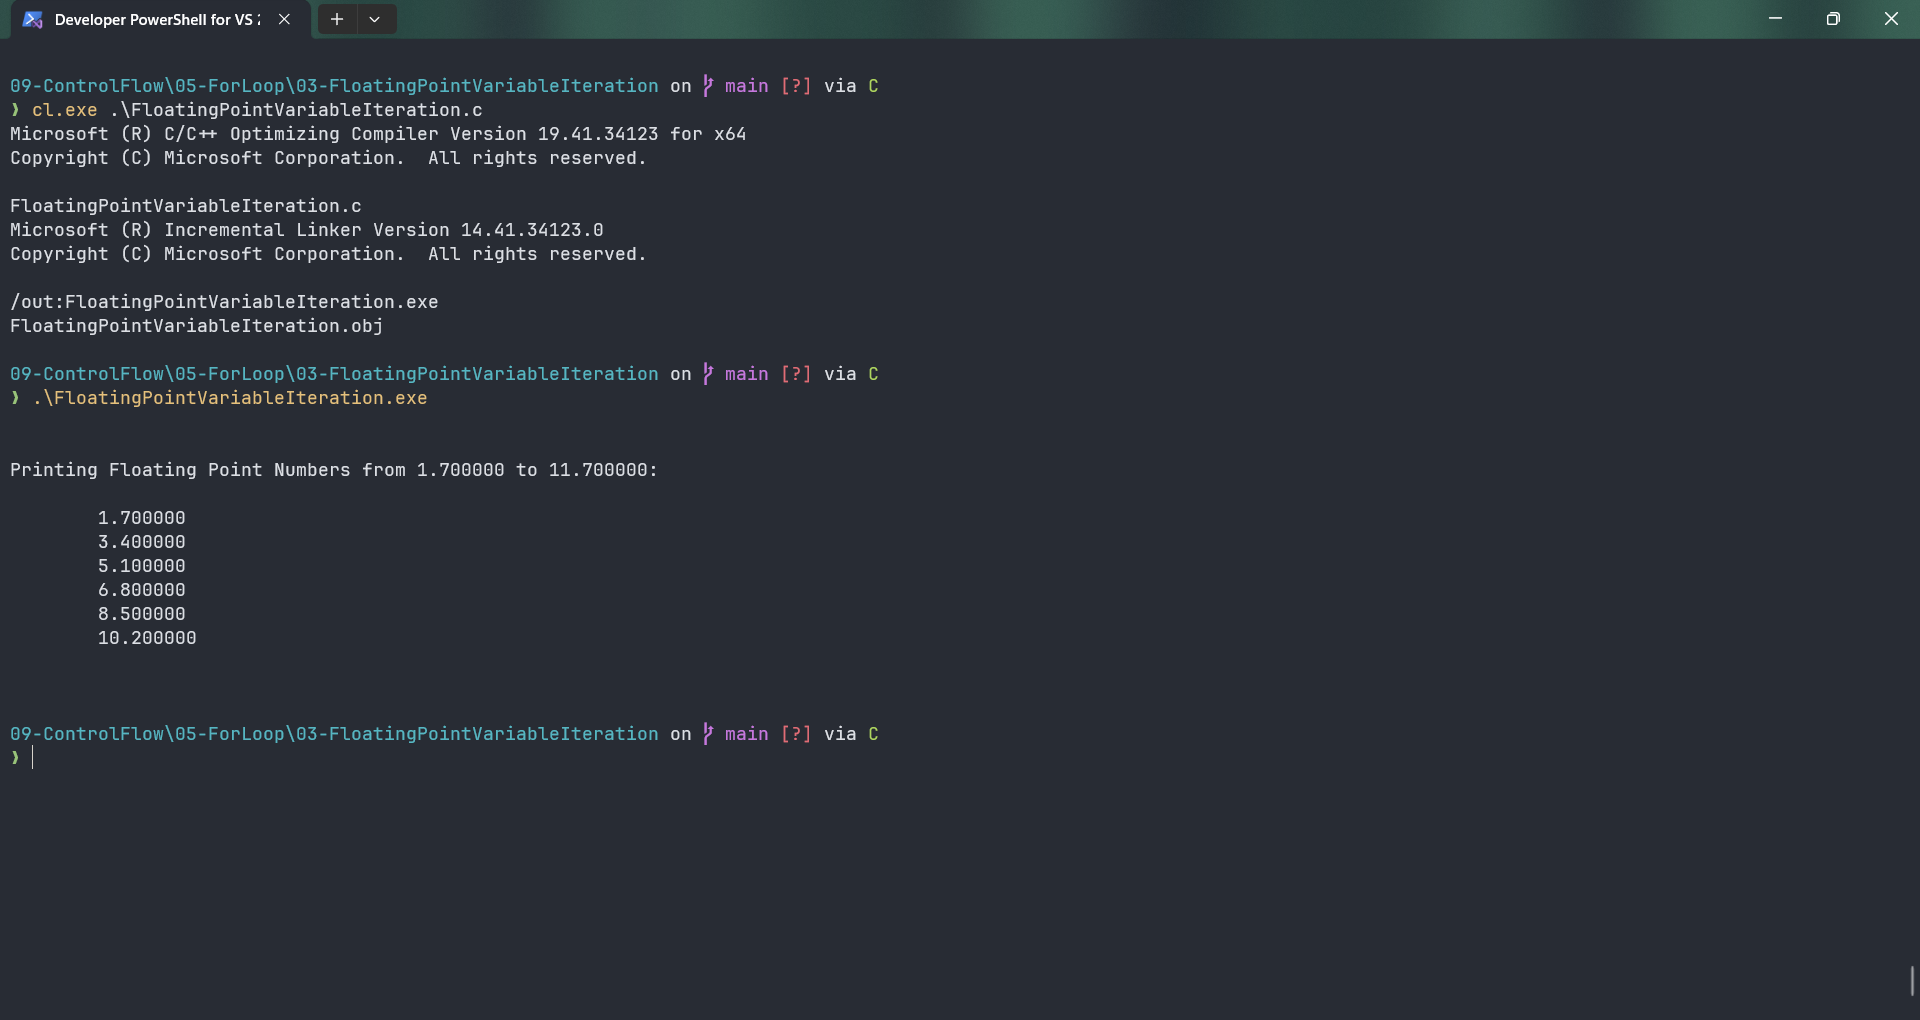 Developer PowerShell for VS 2
09-ControlFlow\05-ForLoop\03-FloatingPointVariableIteration on main [?] via C
❯ cl.exe .\FloatingPointVariableIteration.c
Microsoft (R) C/C++ Optimizing Compiler Version 19.41.34123 for x64
Copyright (C) Microsoft Corporation.  All rights reserved.
FloatingPointVariableIteration.c
Microsoft (R) Incremental Linker Version 14.41.34123.0
Copyright (C) Microsoft Corporation.  All rights reserved.
/out:FloatingPointVariableIteration.exe
FloatingPointVariableIteration.obj
09-ControlFlow\05-ForLoop\03-FloatingPointVariableIteration on main [?] via C
❯ .\FloatingPointVariableIteration.exe
Printing Floating Point Numbers from 1.700000 to 11.700000:
1.700000
3.400000
5.100000
6.800000
8.500000
10.200000
09-ControlFlow\05-ForLoop\03-FloatingPointVariableIteration on main [?] via C
❯